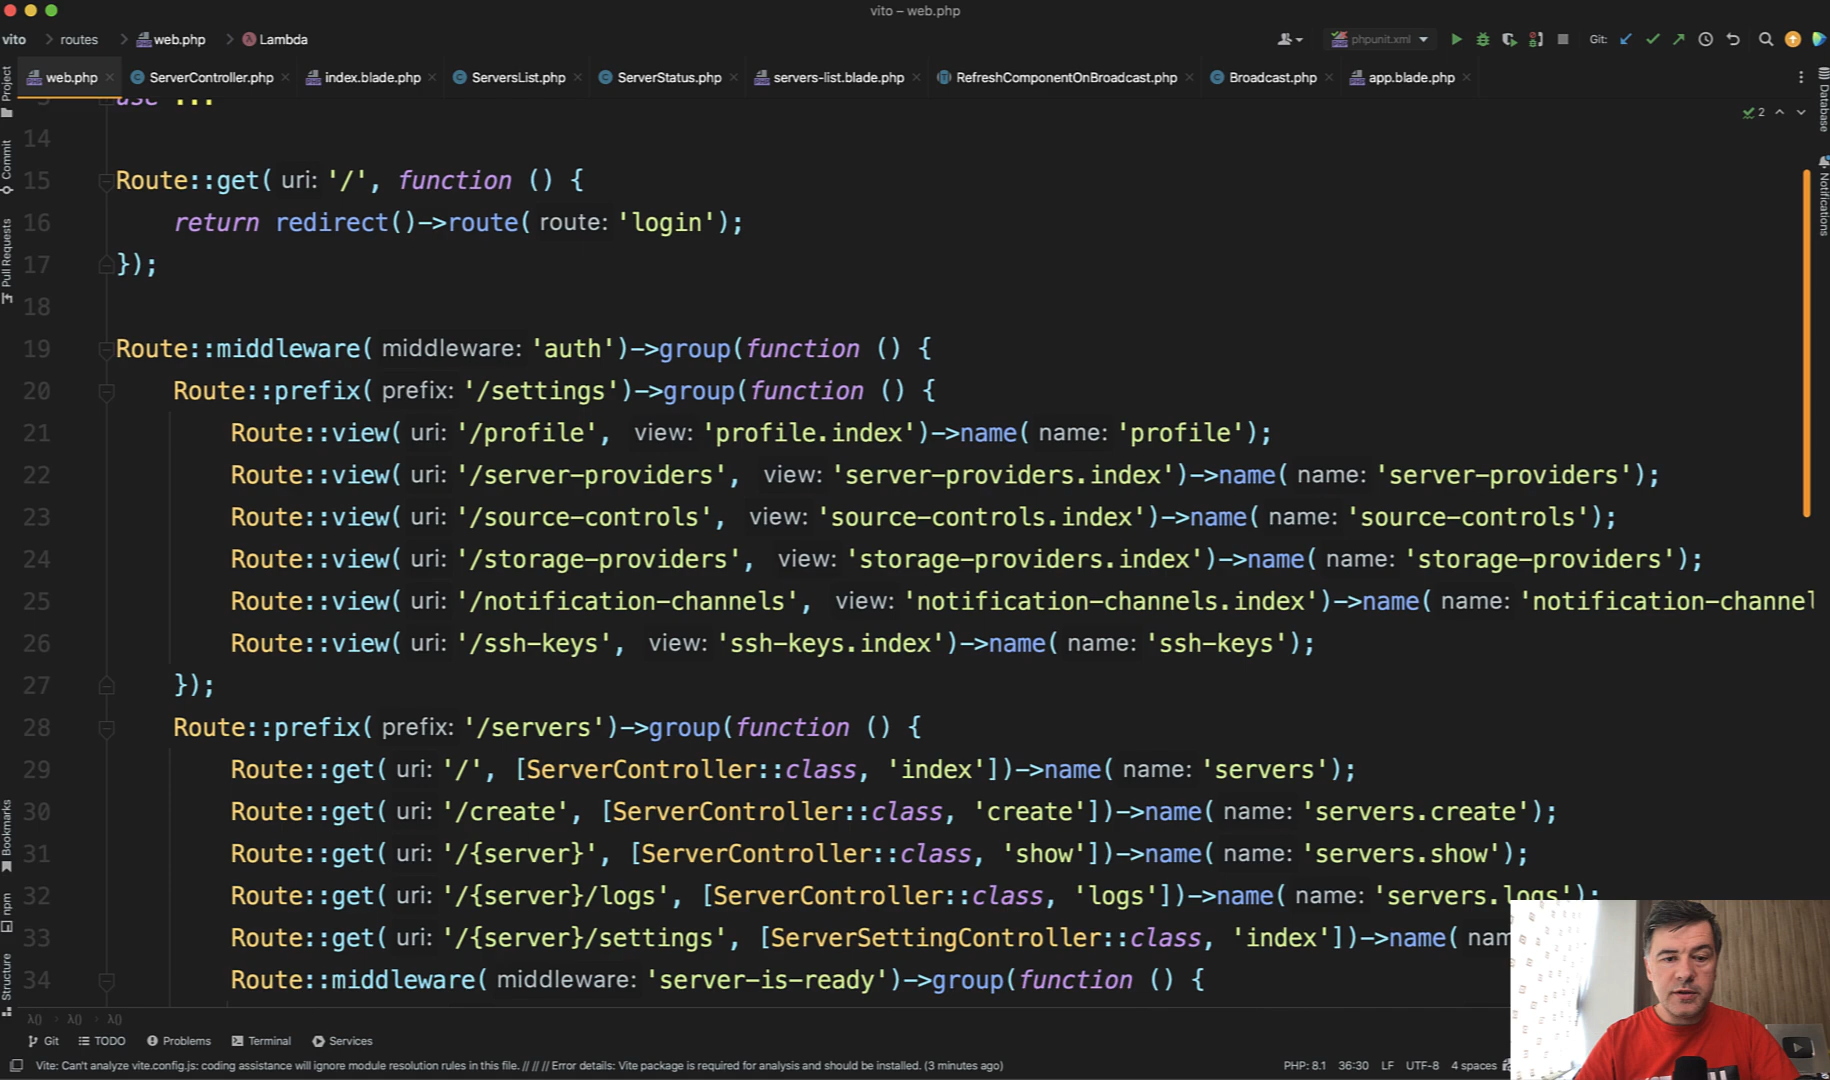 vito – web.php
vito routes web.php Lambda phpunit.xml Git:
web.php ServerController.php index.blade.php ServersList.php ServerStatus.php servers-list.blade.php RefreshComponentOnBroadcast.php Broadcast.php app.blade.php
use ...
2
14
15 Route::get( uri: '/', function () {
16 return redirect()->route( route: 'login');
17 });
18
19 Route::middleware( middleware: 'auth')->group(function () {
20 Route::prefix( prefix: '/settings')->group(function () {
21 Route::view( uri: '/profile', view: 'profile.index')->name( name: 'profile');
22 Route::view( uri: '/server-providers', view: 'server-providers.index')->name( name: 'server-providers');
23 Route::view( uri: '/source-controls', view: 'source-controls.index')->name( name: 'source-controls');
24 Route::view( uri: '/storage-providers', view: 'storage-providers.index')->name( name: 'storage-providers');
25 Route::view( uri: '/notification-channels', view: 'notification-channels.index')->name( name: 'notification-channel
26 Route::view( uri: '/ssh-keys', view: 'ssh-keys.index')->name( name: 'ssh-keys');
27 });
28 Route::prefix( prefix: '/servers')->group(function () {
29 Route::get( uri: '/', [ServerController::class, 'index'])->name( name: 'servers');
30 Route::get( uri: '/create', [ServerController::class, 'create'])->name( name: 'servers.create');
31 Route::get( uri: '/{server}', [ServerController::class, 'show'])->name( name: 'servers.show');
32 Route::get( uri: '/{server}/logs', [ServerController::class, 'logs'])->name( name: 'servers.logs');
33 Route::get( uri: '/{server}/settings', [ServerSettingController::class, 'index'])->name( nam
34 Route::middleware( middleware: 'server-is-ready')->group(function () {
λ() λ() λ()
Project
Commit
Pull Requests
Bookmarks
npm
Structure
Database
Notifications
Git TODO Problems Terminal Services
Vite: Can't analyze vite.config.js: coding assistance will ignore module resolution rules in this file. // // // Error details: Vite package is required for analysis and should be installed. (3 minutes ago) PHP: 8.1 36:30 LF UTF-8 4 spaces